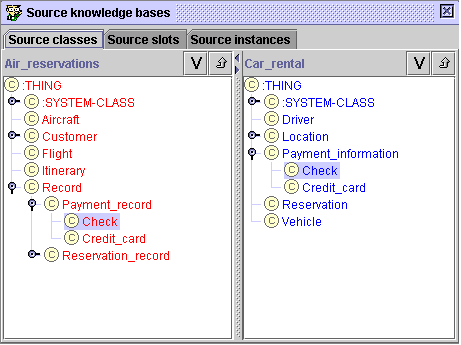 Source knowledge bases
Source classes Source slots Source instances
Air_reservations V
:THING
C :SYSTEM-CLASS
C Aircraft
C Customer
C Flight
C Itinerary
C Record
C Payment_record
C Check
C Credit_card
C Reservation_record
Car_rental V
C :THING
C :SYSTEM-CLASS
C Driver
C Location
C Payment_information
C Check
C Credit_card
C Reservation
C Vehicle